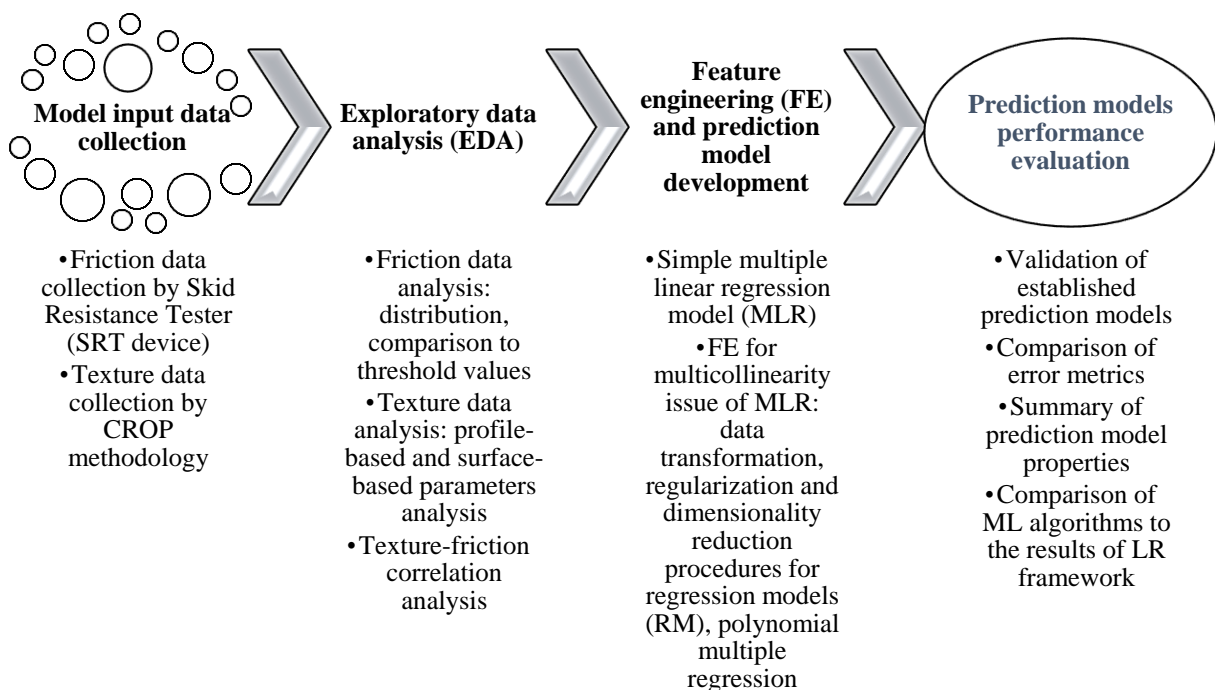 Model input data
collection
•Friction data
collection by Skid
Resistance Tester
(SRT device)
•Texture data
collection by
CROP
methodology
Exploratory data
analysis (EDA)
•Friction data
analysis:
distribution,
comparison to
threshold values
•Texture data
analysis: profile-
based and surface-
based parameters
analysis
•Texture-friction
correlation
analysis
Feature
engineering (FE)
and prediction
model
development
•Simple multiple
linear regression
model (MLR)
•FE for
multicollinearity
issue of MLR:
data
transformation,
regularization and
dimensionality
reduction
procedures for
regression models
(RM), polynomial
multiple
regression
Prediction models
performance
evaluation
•Validation of
established
prediction models
•Comparison of
error metrics
•Summary of
prediction model
properties
•Comparison of
ML algorithms to
the results of LR
framework